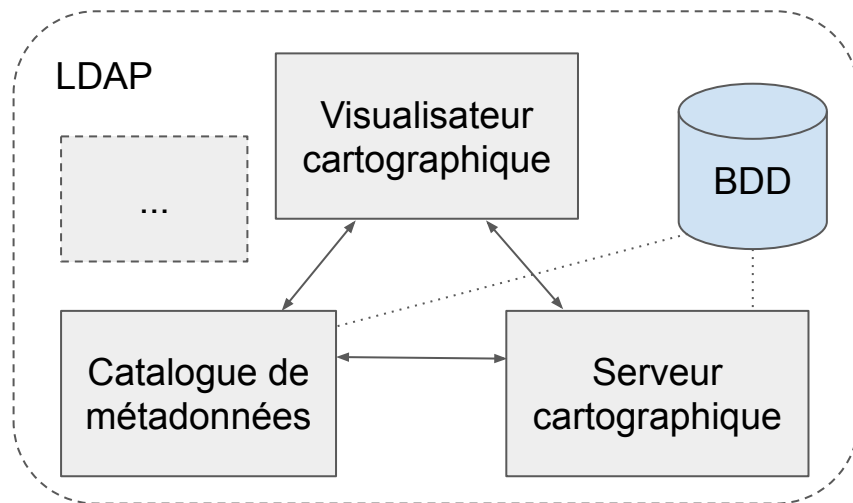 LDAP
Visualisateur
cartographique
...
BDD
Catalogue de
métadonnées
Serveur
cartographique